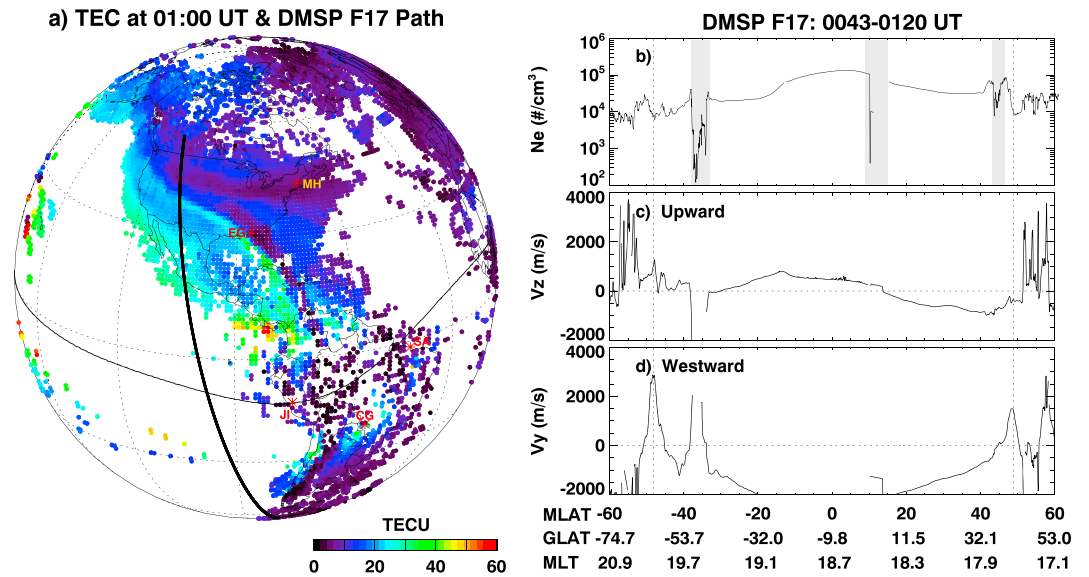 a) TEC at 01:00 UT & DMSP F17 Path
MH
EG
SA
JI
CG
TECU
0 20 40 60
DMSP F17: 0043-0120 UT
b)
Ne (#/cm3)
10^6
10^5
10^4
10^3
10^2
c) Upward
Vz (m/s)
4000
2000
0
-2000
d) Westward
Vy (m/s)
4000
2000
0
-2000
MLAT -60 -40 -20 0 20 40 60
GLAT -74.7 -53.7 -32.0 -9.8 11.5 32.1 53.0
MLT 20.9 19.7 19.1 18.7 18.3 17.9 17.1